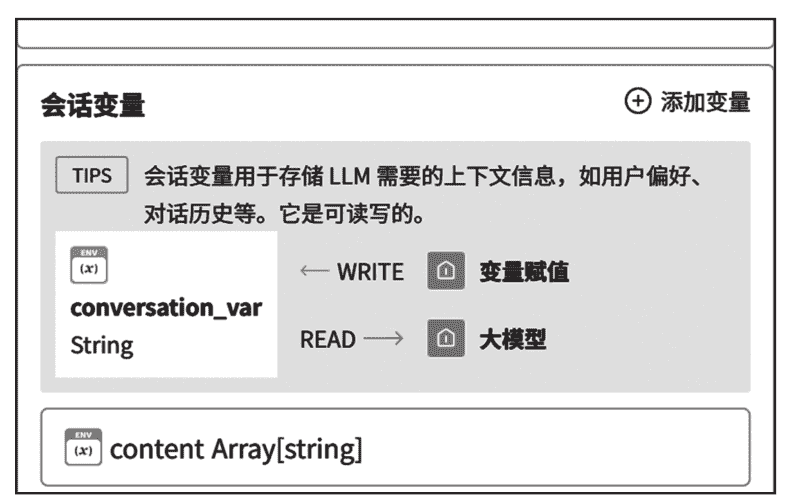 会话变量
添加变量
TIPS 会话变量用于存储 LLM 需要的上下文信息，如用户偏好、
对话历史等。它是可读写的。
ENV
(x)
conversation_var
String
WRITE 变量赋值
READ 大模型
ENV
(x)
content Array[string]